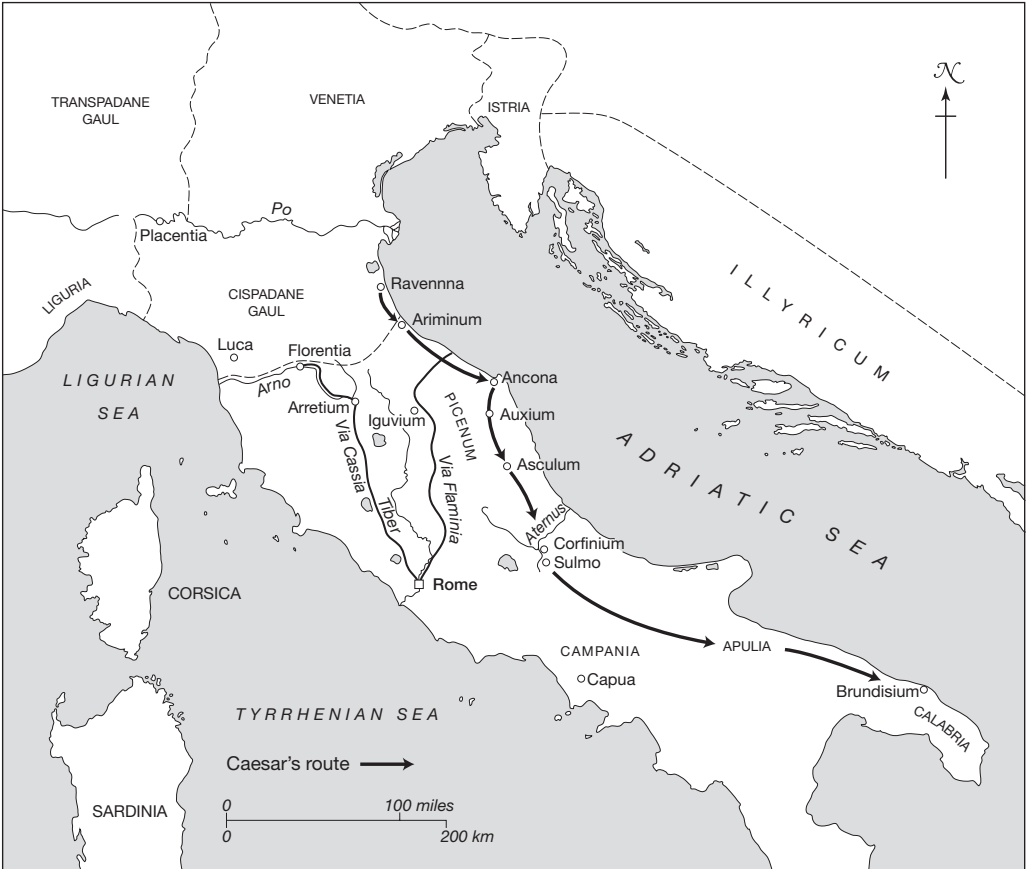 N
TRANSPADANE
GAUL
VENETIA
ISTRIA
Po
Placentia
LIGURIA
CISPADANE
GAUL
Ravennna
Ariminum
ILLYRICUM
Luca
Florentia
Arno
LIGURIAN
SEA
Ancona
Arretium
Iguvium
PICENUM
Auxium
Via Cassia
Tiber
Via Flaminia
Asculum
ADRIATIC SEA
Aternus
Corfinium
Sulmo
Rome
CORSICA
CAMPANIA
APULIA
Capua
Brundisium
CALABRIA
TYRRHENIAN SEA
Caesar's route
SARDINIA
0
100 miles
0
200 km